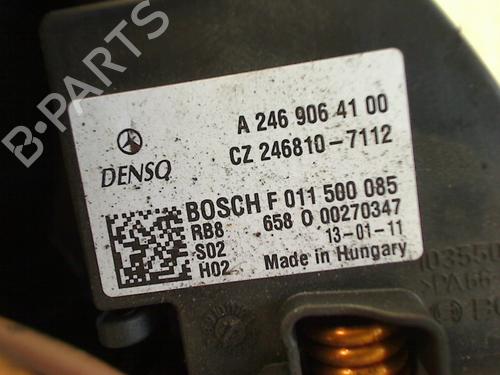 B-PARTS
A 246 906 41 00
CZ 246810-7112
DENSO
BOSCH F 011 500 085
RB8 658 0 00270347
S02 13-01-11
H02 Made in Hungary
>PA66